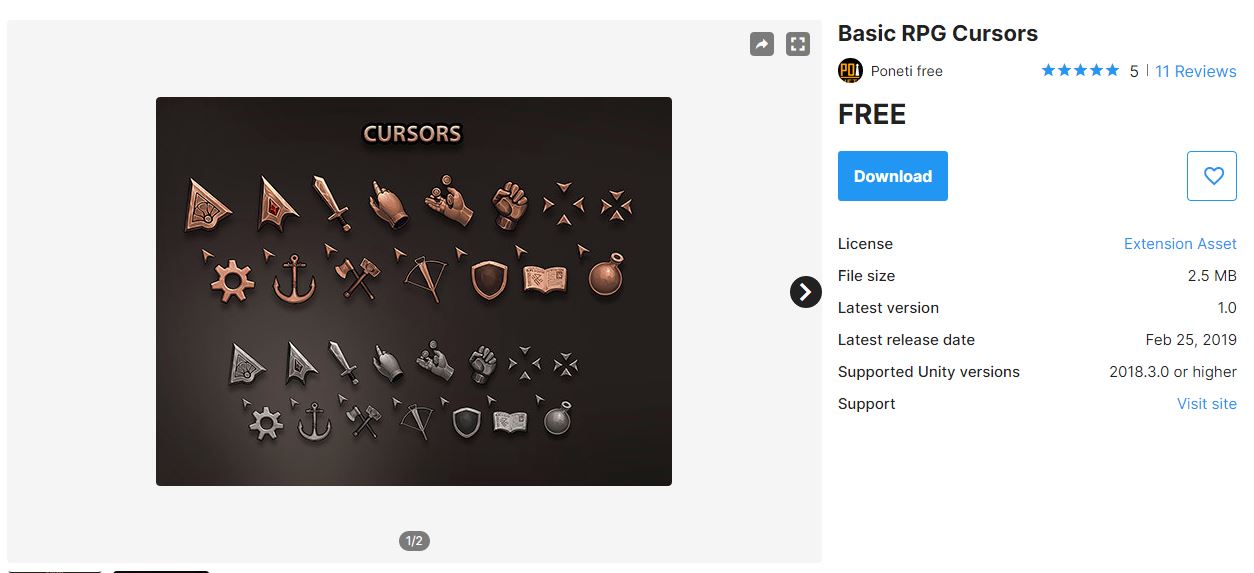 CURSORS
1/2
Basic RPG Cursors
POI
Poneti free
5 | 11 Reviews
FREE
Download
License Extension Asset
File size 2.5 MB
Latest version 1.0
Latest release date Feb 25, 2019
Supported Unity versions 2018.3.0 or higher
Support Visit site